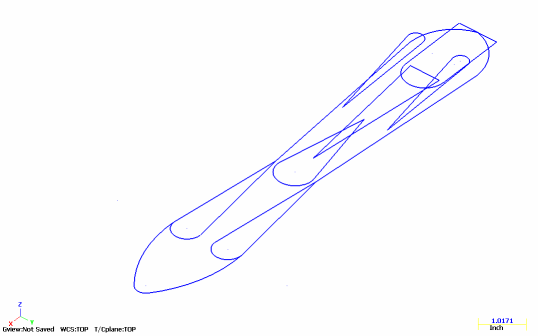 Z
X Y
Gview:Not Saved WCS:TOP T/Cplane:TOP
1.0171
Inch